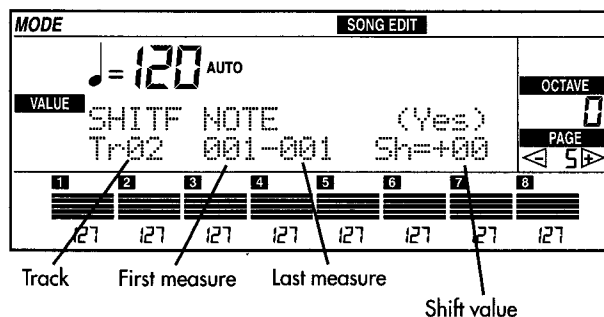 MODE SONG EDIT
♩=120 AUTO
OCTAVE
VALUE
0
SHITF NOTE (Yes)
PAGE
Tr02 001-001 Sh=+00
- 5 +
1 2 3 4 5 6 7 8
127 127 127 127 127 127 127 127
Track First measure Last measure
Shift value